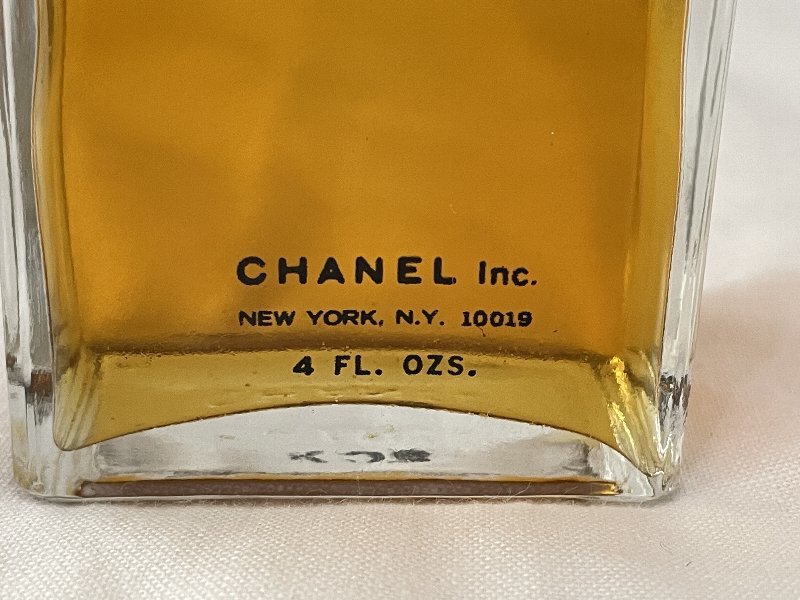 CHANEL Inc.
NEW YORK, N.Y. 10019
4 FL. OZS.